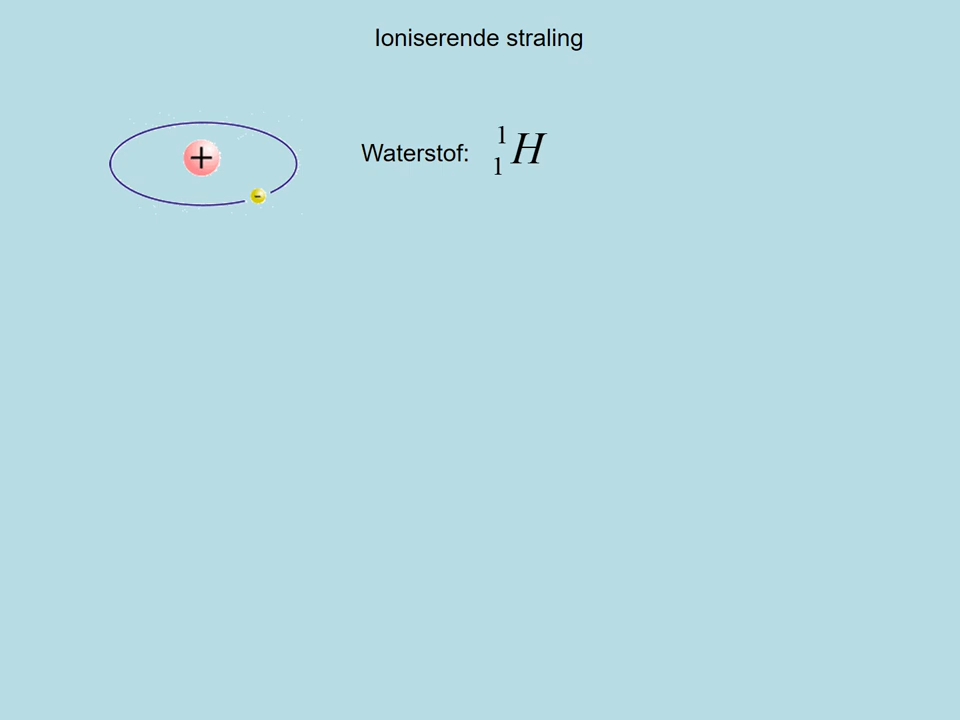 Ioniserende straling
+
-
Waterstof: ¹₁H